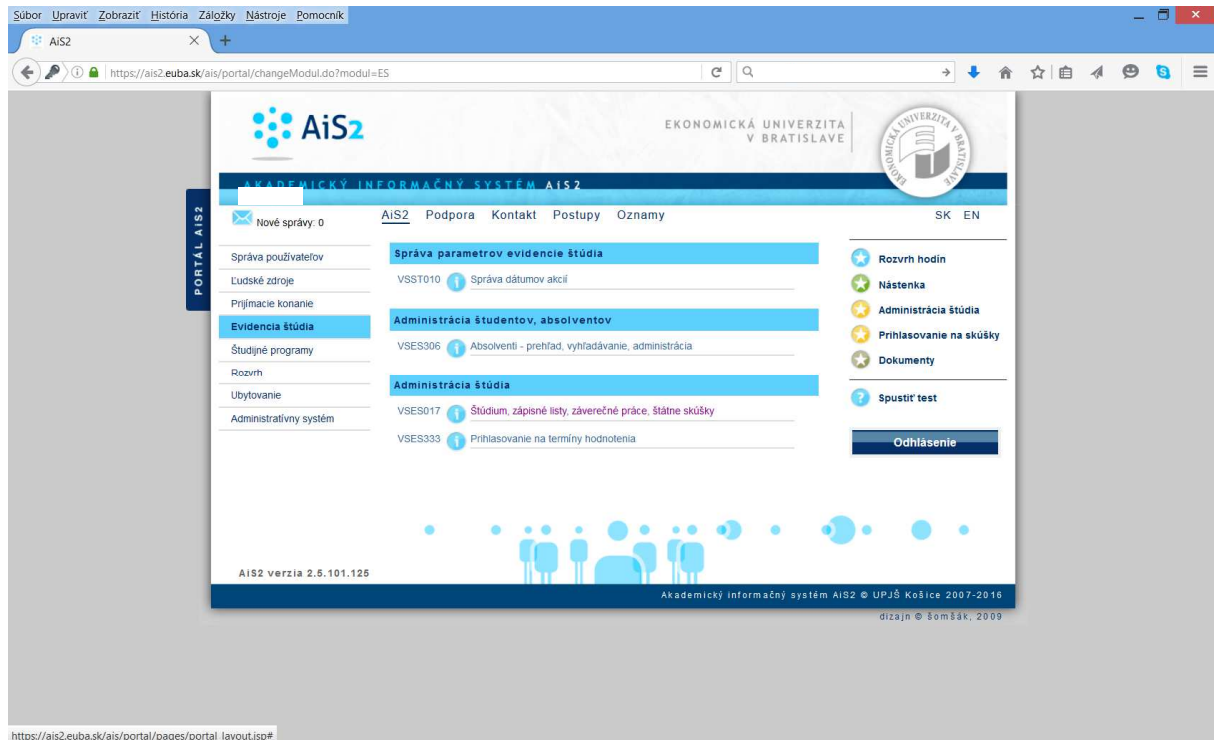 Súbor Upraviť Zobraziť História Záložky Nástroje Pomocník
AiS2
https://ais2.euba.sk/ais/portal/changeModul.do?modul=ES
AiS2
EKONOMICKÁ UNIVERZITA
V BRATISLAVE
EKONOMICKÁ UNIVERZITA V BRATISLAVE
AKADEMICKÝ INFORMAČNÝ SYSTÉM AiS2
PORTÁL AiS2
Nové správy: 0
AiS2 Podpora Kontakt Postupy Oznamy
SK EN
Správa používateľov
Ľudské zdroje
Prijímacie konanie
Evidencia štúdia
Študijné programy
Rozvrh
Ubytovanie
Administratívny systém
Správa parametrov evidencie štúdia
VSST010 Správa dátumov akcií
Administrácia študentov, absolventov
VSES306 Absolventi - prehľad, vyhľadávanie, administrácia
Administrácia štúdia
VSES017 Štúdium, zápisné listy, záverečné práce, štátne skúšky
VSES333 Prihlasovanie na termíny hodnotenia
Rozvrh hodín
Nástenka
Administrácia štúdia
Prihlasovanie na skúšky
Dokumenty
Spustiť test
Odhlásenie
AiS2 verzia 2.5.101.125
Akademický informačný systém AiS2 © UPJŠ Košice 2007-2016
dizajn © šomšák, 2009
https://ais2.euba.sk/ais/portal/pages/portal_layout.jsp#